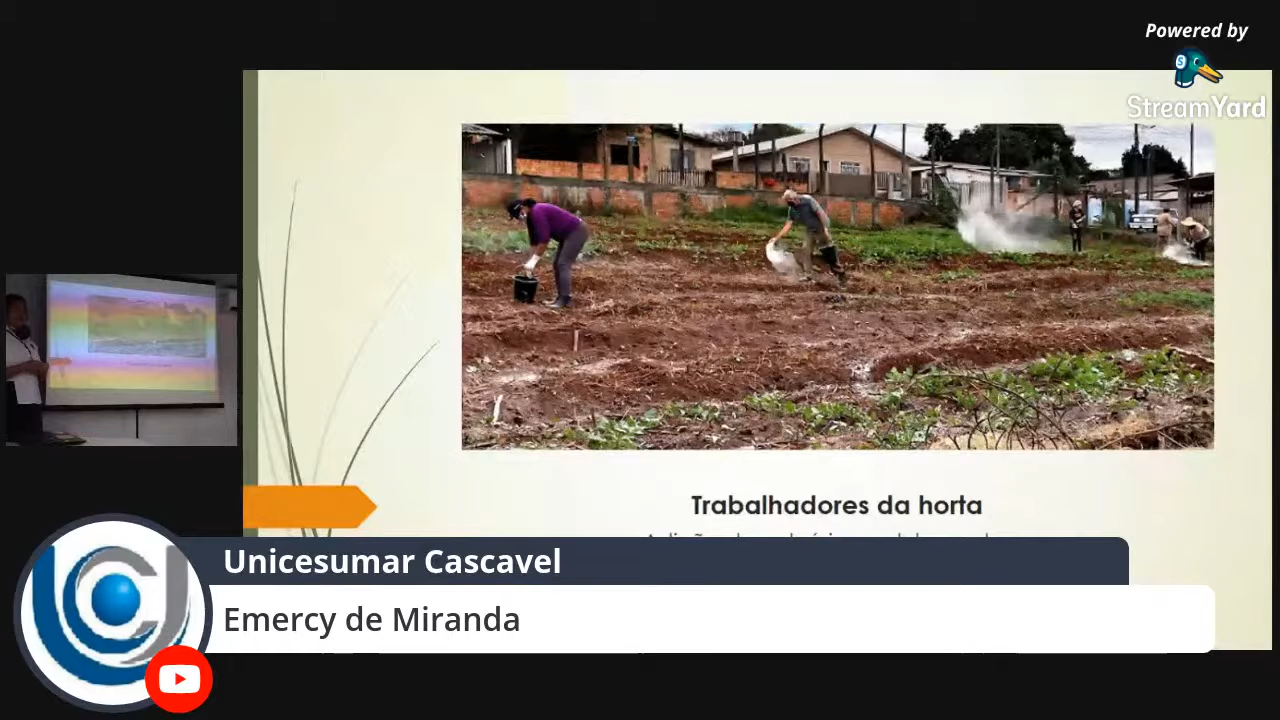 Powered by
StreamYard
Trabalhadores da horta
Unicesumar Cascavel
Emercy de Miranda